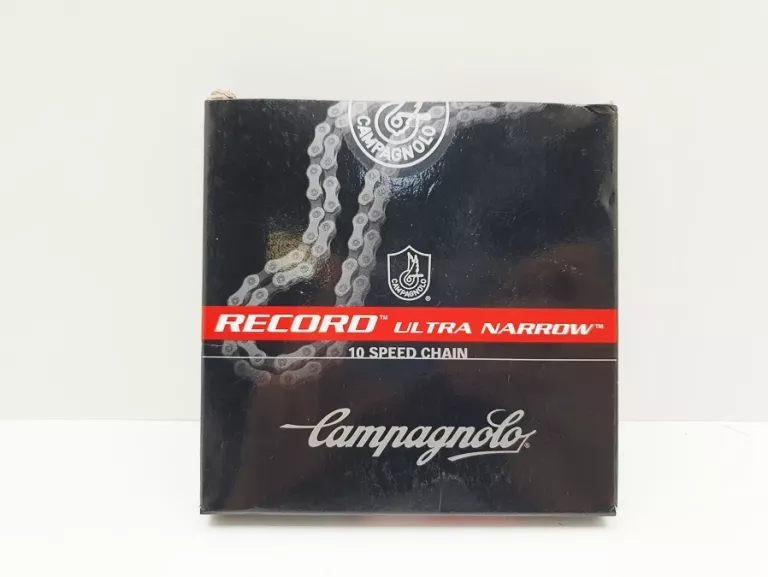 CAMPAGNOLO
CAMPAGNOLO
®
RECORD™ ULTRA NARROW™
10 SPEED CHAIN
Campagnolo®